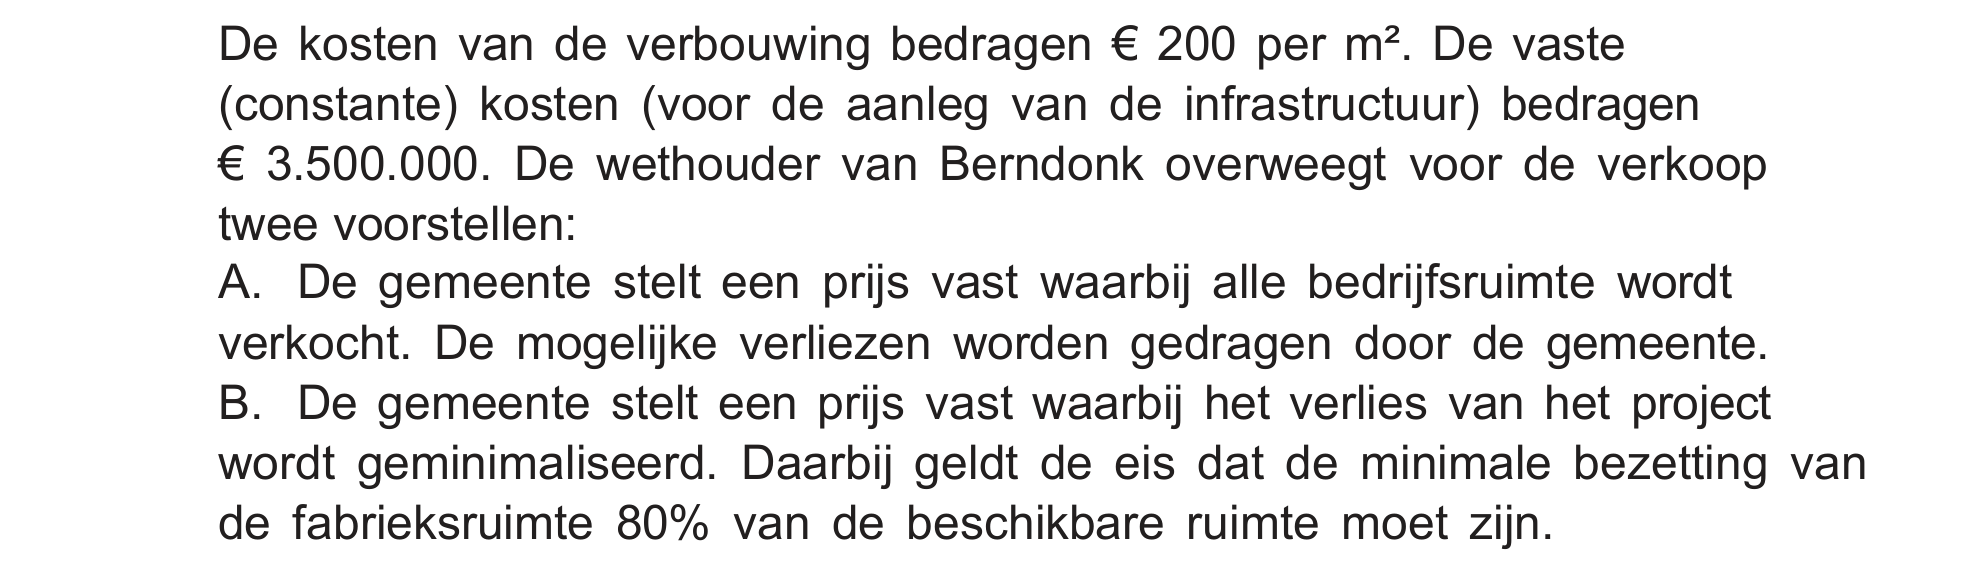 De kosten van de verbouwing bedragen € 200 per m². De vaste
(constante) kosten (voor de aanleg van de infrastructuur) bedragen
€ 3.500.000. De wethouder van Berndonk overweegt voor de verkoop
twee voorstellen:
A. De gemeente stelt een prijs vast waarbij alle bedrijfsruimte wordt
verkocht. De mogelijke verliezen worden gedragen door de gemeente.
B. De gemeente stelt een prijs vast waarbij het verlies van het project
wordt geminimaliseerd. Daarbij geldt de eis dat de minimale bezetting van
de fabrieksruimte 80% van de beschikbare ruimte moet zijn.